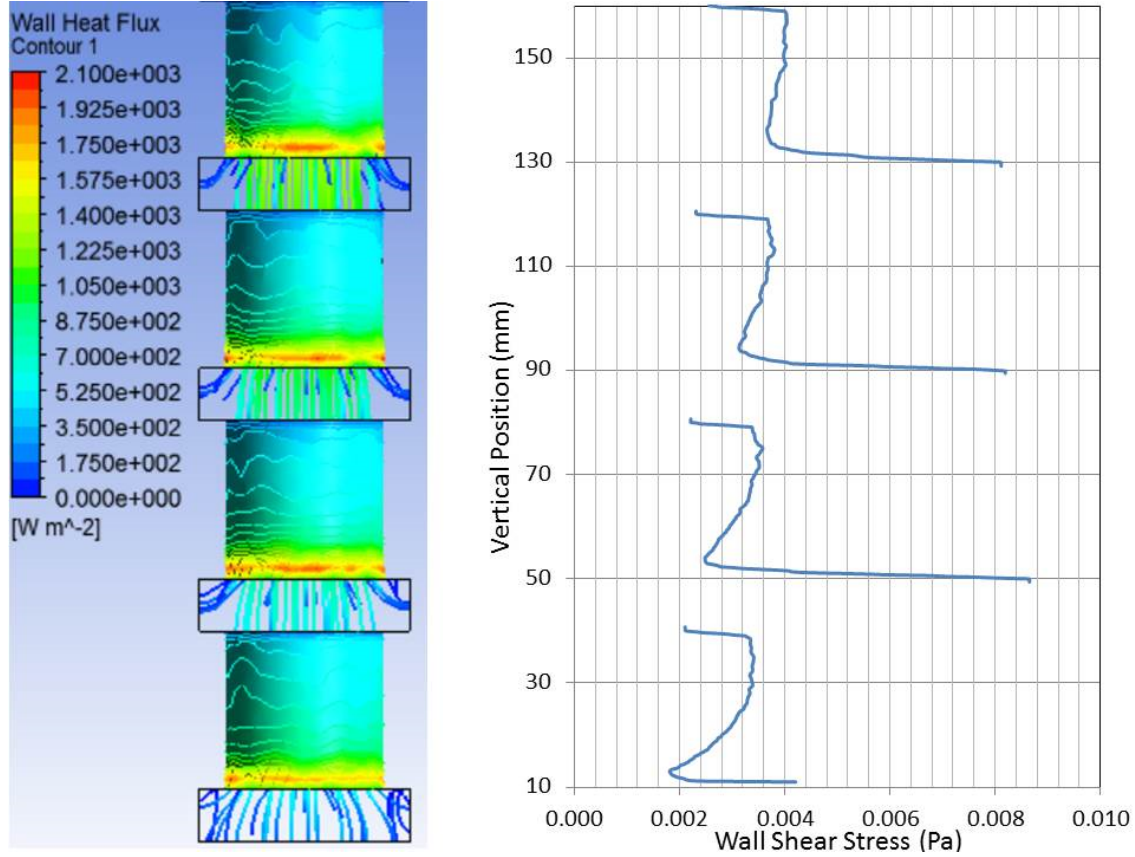 Wall Heat Flux
Contour 1
2.100e+003
1.925e+003
1.750e+003
1.575e+003
1.400e+003
1.225e+003
1.050e+003
8.750e+002
7.000e+002
5.250e+002
3.500e+002
1.750e+002
0.000e+000
[W m^-2]
Vertical Position (mm)
150
130
110
90
70
50
30
10
0.000 0.002 0.004 0.006 0.008 0.010
Wall Shear Stress (Pa)